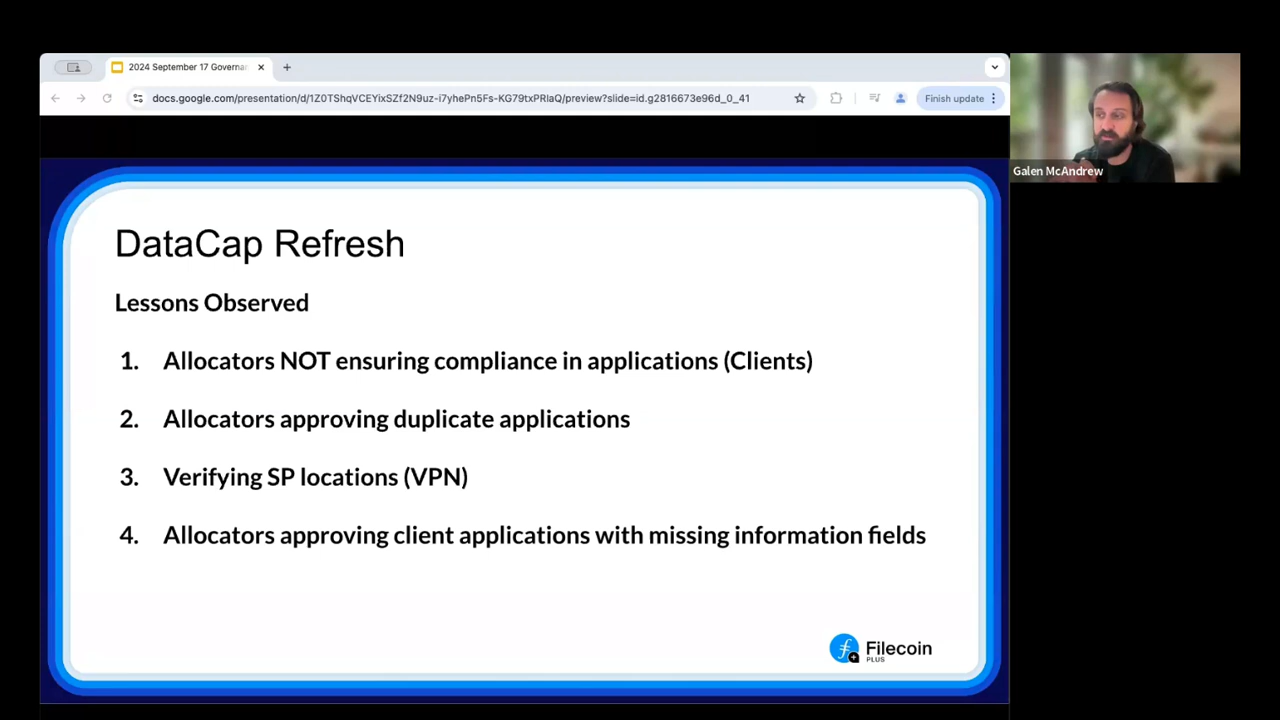 2024 September 17 Governa
docs.google.com/presentation/d/1Z0TShqVCEYixSZf2N9uz-i7yhePn5Fs-KG79txPRlaQ/preview?slide=id.g2816673e96d_0_41
Finish update
Galen McAndrew
DataCap Refresh
Lessons Observed
1. Allocators NOT ensuring compliance in applications (Clients)
2. Allocators approving duplicate applications
3. Verifying SP locations (VPN)
4. Allocators approving client applications with missing information fields
Filecoin
PLUS